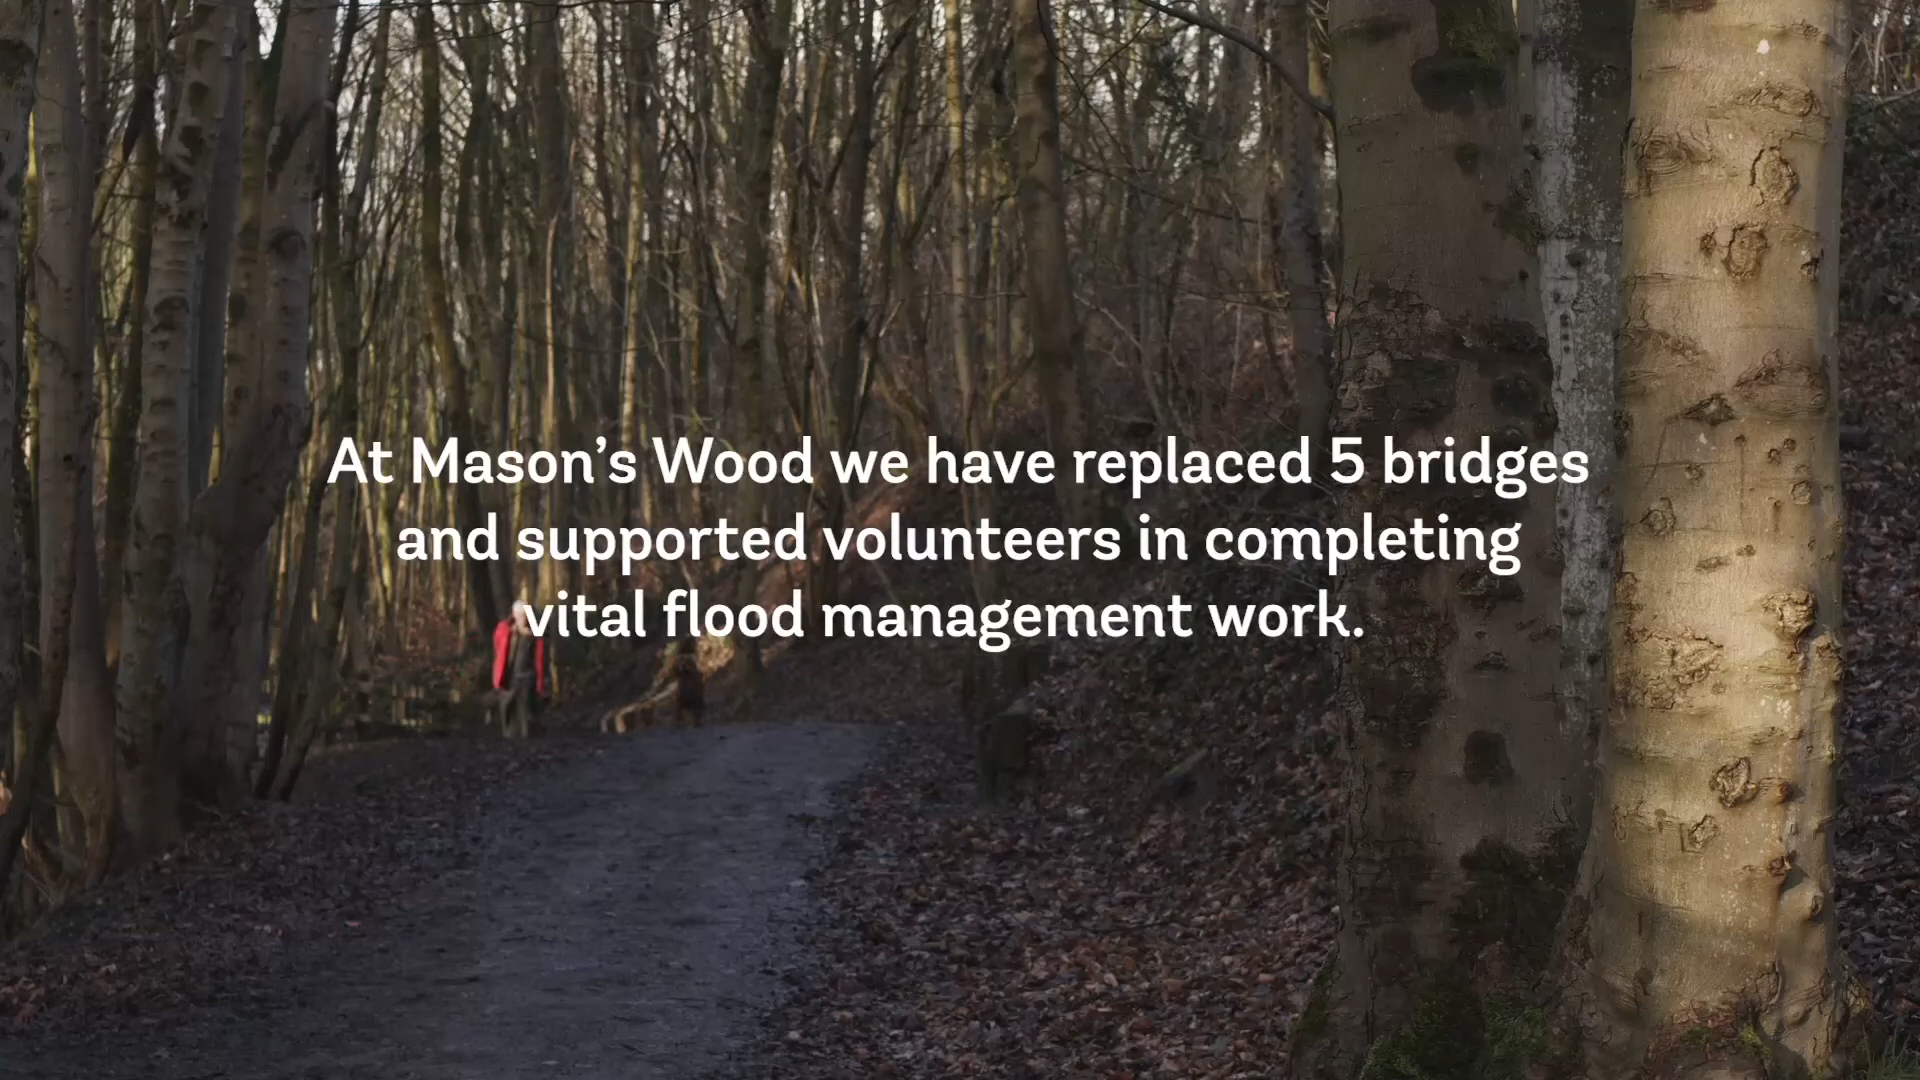 At Mason’s Wood we have replaced 5 bridges
and supported volunteers in completing
vital flood management work.